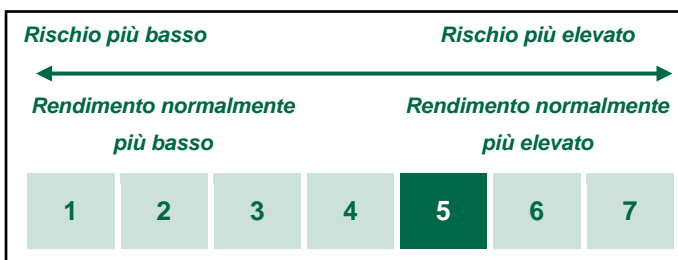 Rischio più basso
Rischio più elevato
Rendimento normalmente
più basso
Rendimento normalmente
più elevato
1 2 3 4 5 6 7